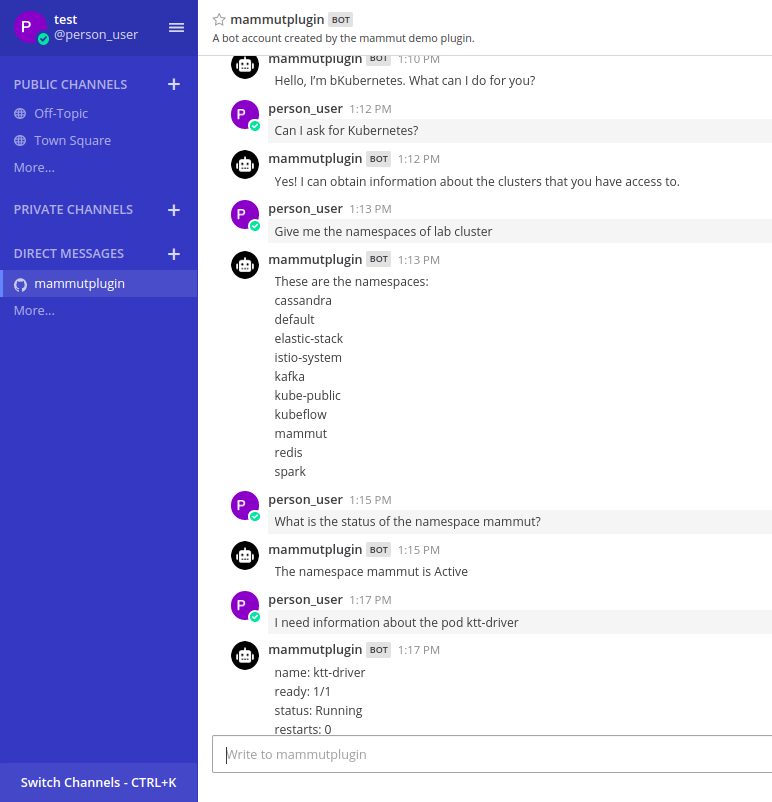 P
test
@person_user
PUBLIC CHANNELS +
Off-Topic
Town Square
More...
PRIVATE CHANNELS +
DIRECT MESSAGES +
mammutplugin
More...
Switch Channels - CTRL+K
mammutplugin BOT
A bot account created by the mammut demo plugin.
mammutplugin BOT 1:10 PM
Hello, I’m bKubernetes. What can I do for you?
P person_user 1:12 PM
Can I ask for Kubernetes?
mammutplugin BOT 1:12 PM
Yes! I can obtain information about the clusters that you have access to.
P person_user 1:13 PM
Give me the namespaces of lab cluster
mammutplugin BOT 1:13 PM
These are the namespaces:
cassandra
default
elastic-stack
istio-system
kafka
kube-public
kubeflow
mammut
redis
spark
P person_user 1:15 PM
What is the status of the namespace mammut?
mammutplugin BOT 1:15 PM
The namespace mammut is Active
P person_user 1:17 PM
I need information about the pod ktt-driver
mammutplugin BOT 1:17 PM
name: ktt-driver
ready: 1/1
status: Running
restarts: 0
Write to mammutplugin